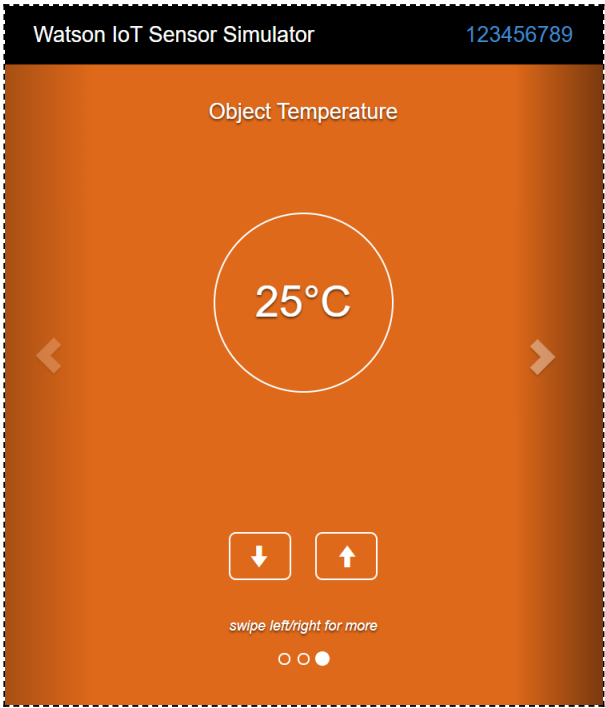 Watson IoT Sensor Simulator 123456789
Object Temperature
25°C
swipe left/right for more